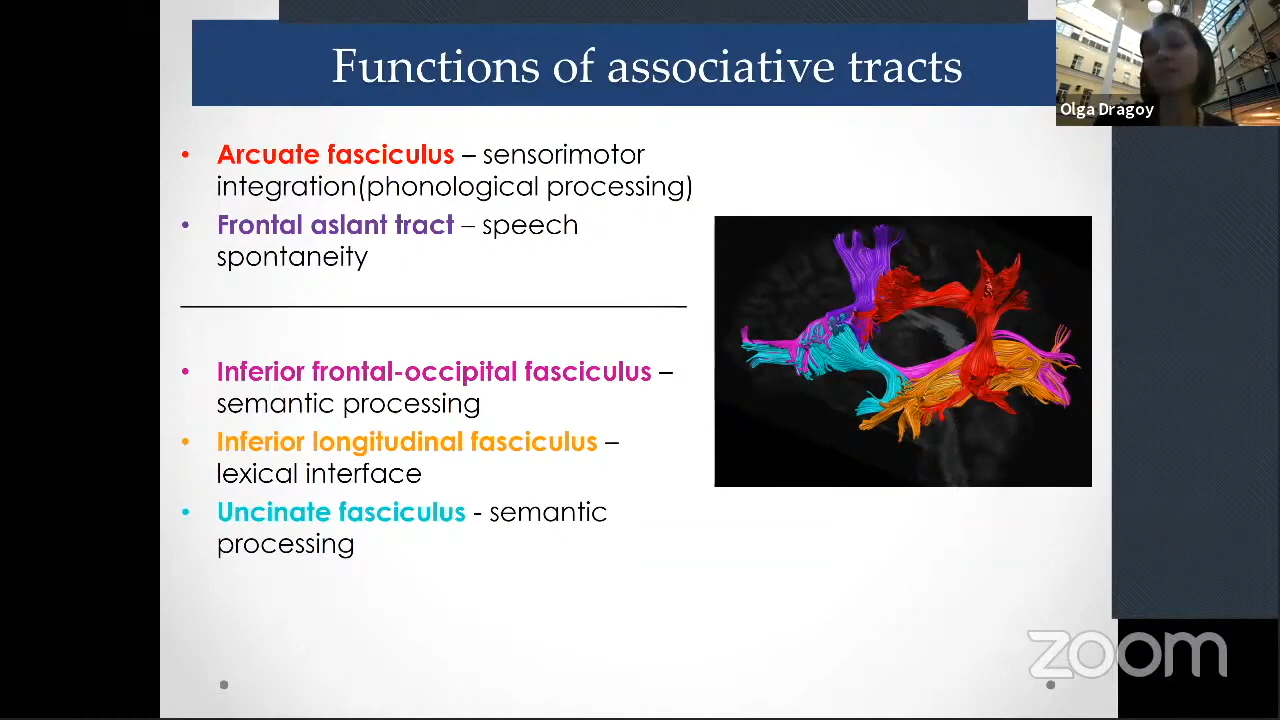 Functions of associative tracts
Olga Dragoy
• Arcuate fasciculus – sensorimotor
integration(phonological processing)
• Frontal aslant tract – speech
spontaneity
• Inferior frontal-occipital fasciculus –
semantic processing
• Inferior longitudinal fasciculus –
lexical interface
• Uncinate fasciculus - semantic
processing
zoom